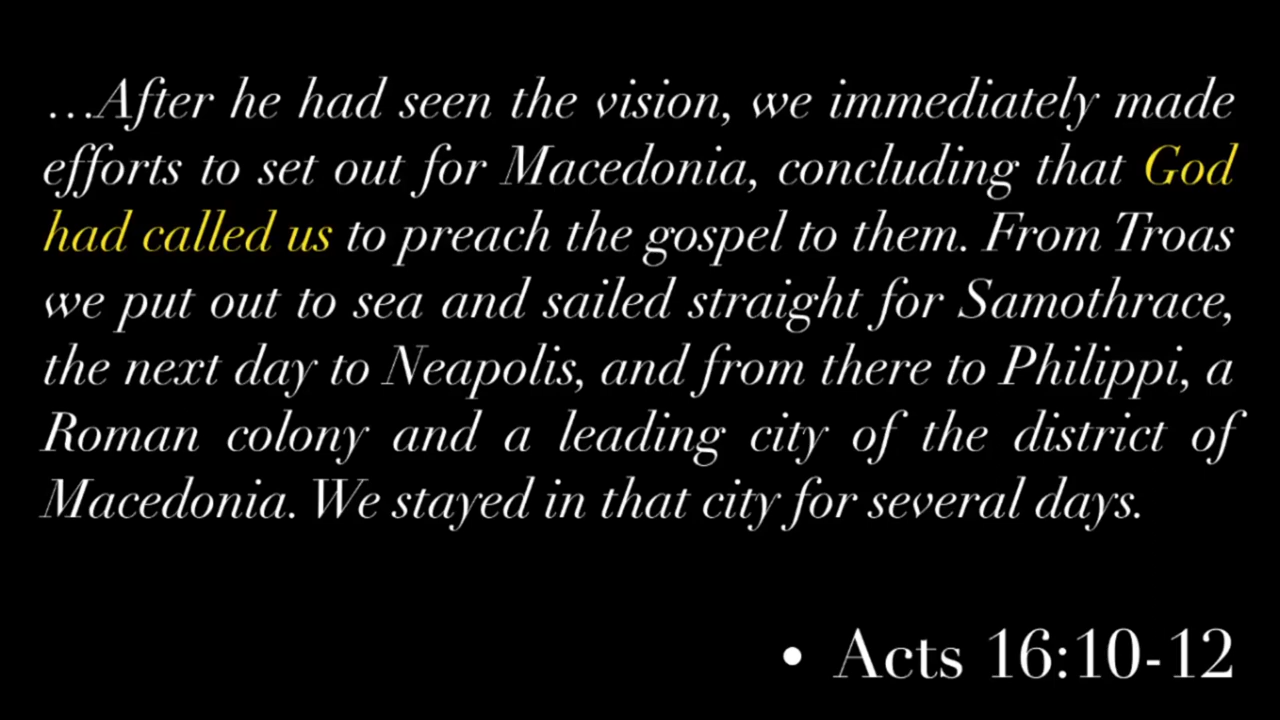 …After he had seen the vision, we immediately made
efforts to set out for Macedonia, concluding that God
had called us to preach the gospel to them. From Troas
we put out to sea and sailed straight for Samothrace,
the next day to Neapolis, and from there to Philippi, a
Roman colony and a leading city of the district of
Macedonia. We stayed in that city for several days.
• Acts 16:10-12